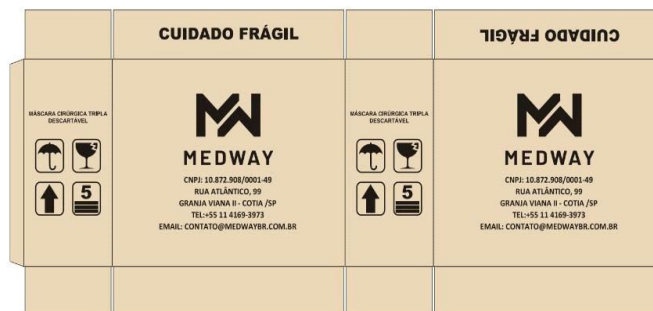 CUIDADO FRÁGIL
CUIDADO FRÁGIL
MÁSCARA CIRÚRGICA TRIPLA
DESCARTÁVEL
5
MEDWAY
CNPJ: 10.872.908/0001-49
RUA ATLÂNTICO, 99
GRANJA VIANA II - COTIA /SP
TEL:+55 11 4169-3973
EMAIL: CONTATO@MEDWAYBR.COM.BR
MÁSCARA CIRÚRGICA TRIPLA
DESCARTÁVEL
5
MEDWAY
CNPJ: 10.872.908/0001-49
RUA ATLÂNTICO, 99
GRANJA VIANA II - COTIA /SP
TEL:+55 11 4169-3973
EMAIL: CONTATO@MEDWAYBR.COM.BR